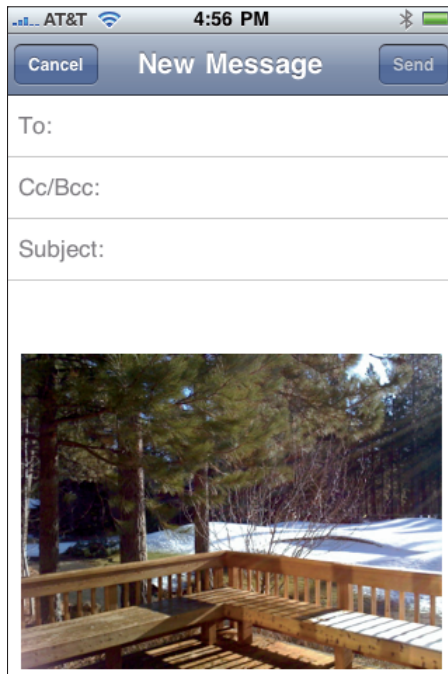 AT&T 4:56 PM
Cancel New Message Send
To:
Cc/Bcc:
Subject: